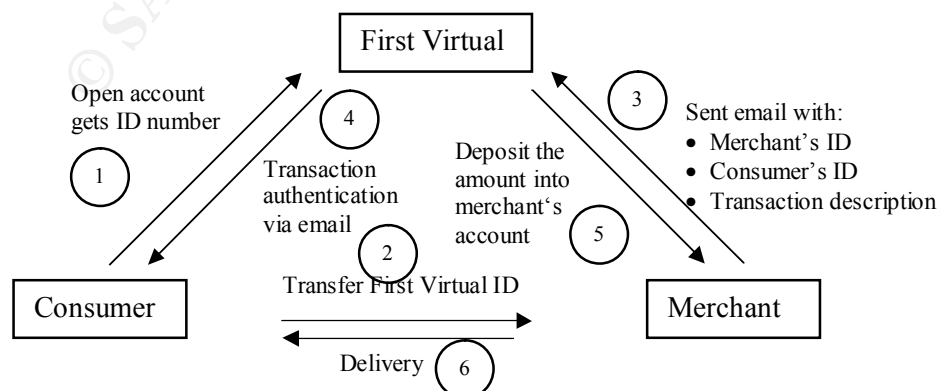 © SA
First Virtual
Open account
gets ID number
1
4
Transaction
authentication
via email
Deposit the
amount into
merchant‘s
account
3
Sent email with:
• Merchant's ID
• Consumer's ID
• Transaction description
5
2
Consumer
Transfer First Virtual ID
Merchant
Delivery
6